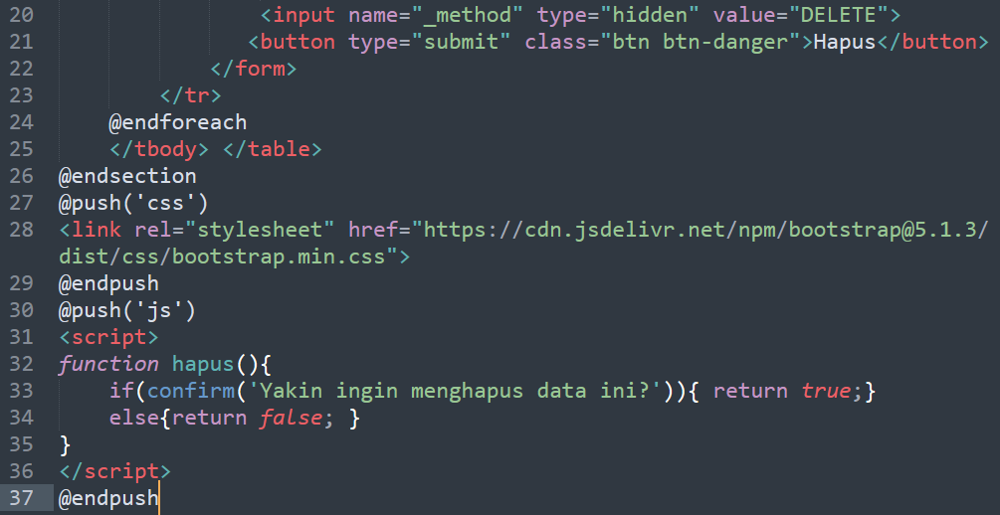 20 <input name="_method" type="hidden" value="DELETE">
21 <button type="submit" class="btn btn-danger">Hapus</button>
22 </form>
23 </tr>
24 @endforeach
25 </tbody> </table>
26 @endsection
27 @push('css')
28 <link rel="stylesheet" href="https://cdn.jsdelivr.net/npm/bootstrap@5.1.3/
dist/css/bootstrap.min.css">
29 @endpush
30 @push('js')
31 <script>
32 function hapus(){
33 if(confirm('Yakin ingin menghapus data ini?')){ return true;}
34 else{return false; }
35 }
36 </script>
37 @endpush